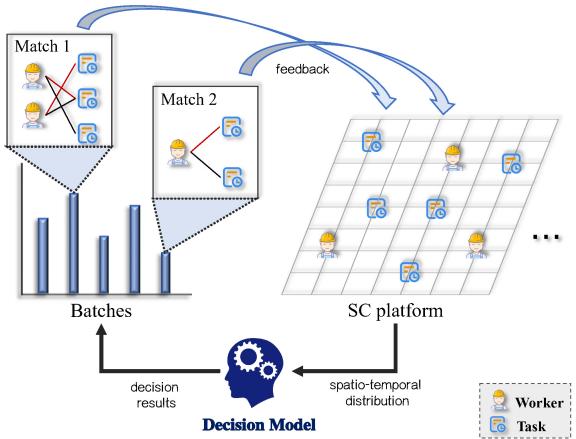 Match 1
feedback
Match 2
Batches
SC platform
...
decision
results
spatio-temporal
distribution
Decision Model
Worker
Task